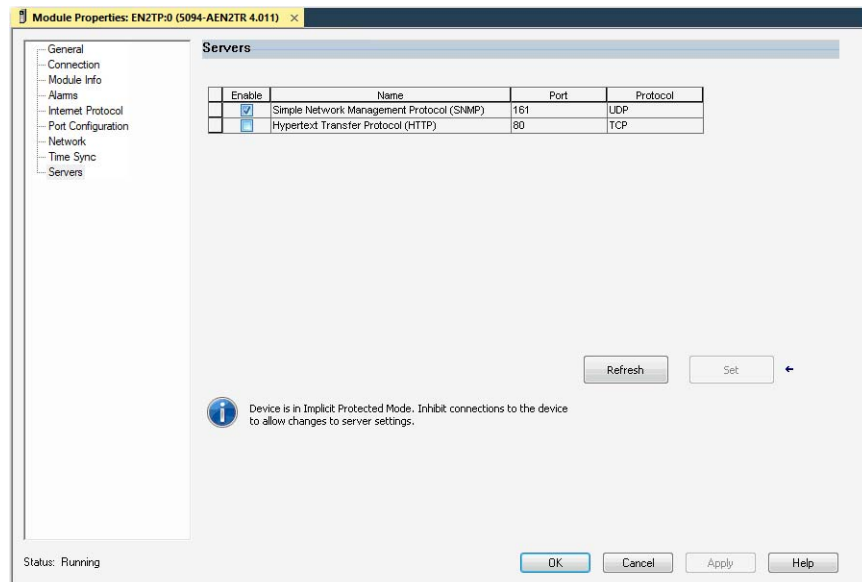 Module Properties: EN2TP:0 (5094-AEN2TR 4.011) ×
General
Connection
Module Info
Alarms
Internet Protocol
Port Configuration
Network
Time Sync
Servers
Servers
Enable Name Port Protocol
Simple Network Management Protocol (SNMP) 161 UDP
Hypertext Transfer Protocol (HTTP) 80 TCP
Refresh Set
Device is in Implicit Protected Mode. Inhibit connections to the device
to allow changes to server settings.
Status: Running
OK Cancel Apply Help